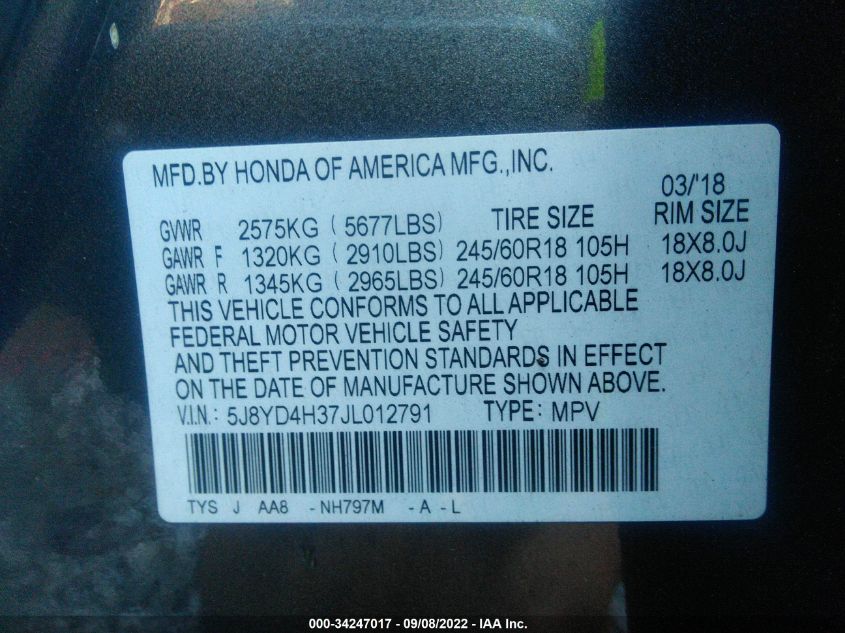 MFD.BY HONDA OF AMERICA MFG.,INC.
03/'18
GVWR 2575KG ( 5677LBS) TIRE SIZE RIM SIZE
GAWR F 1320KG ( 2910LBS) 245/60R18 105H 18X8.0J
GAWR R 1345KG ( 2965LBS) 245/60R18 105H 18X8.0J
THIS VEHICLE CONFORMS TO ALL APPLICABLE
FEDERAL MOTOR VEHICLE SAFETY
AND THEFT PREVENTION STANDARDS IN EFFECT
ON THE DATE OF MANUFACTURE SHOWN ABOVE.
V.I.N.: 5J8YD4H37JL012791 TYPE: MPV
TYS J AA8 - NH797M - A - L
000-34247017 - 09/08/2022 - IAA Inc.